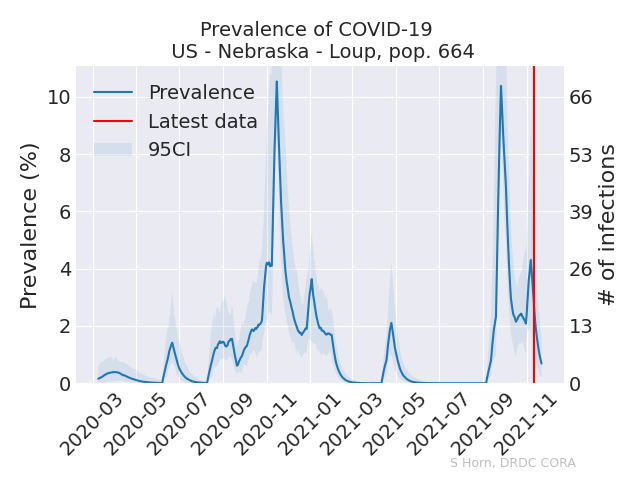 Prevalence of COVID-19
US - Nebraska - Loup, pop. 664
Prevalence
Latest data
95CI
Prevalence (%)
10
8
6
4
2
0
66
53
39
26
13
0
# of infections
2020-03
2020-05
2020-07
2020-09
2020-11
2021-01
2021-03
2021-05
2021-07
2021-09
2021-11
S Horn, DRDC CORA